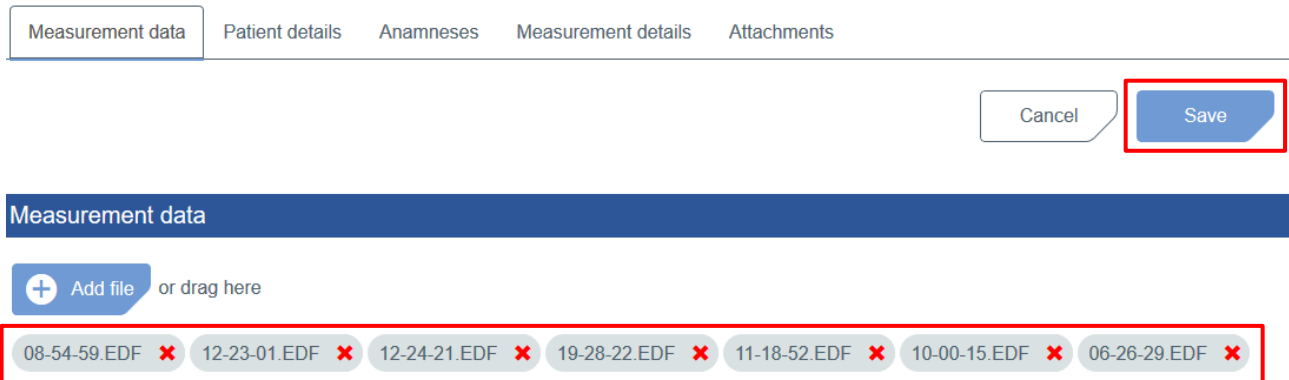 Measurement data Patient details Anamneses Measurement details Attachments
Cancel Save
Measurement data
Add file or drag here
08-54-59.EDF 12-23-01.EDF 12-24-21.EDF 19-28-22.EDF 11-18-52.EDF 10-00-15.EDF 06-26-29.EDF